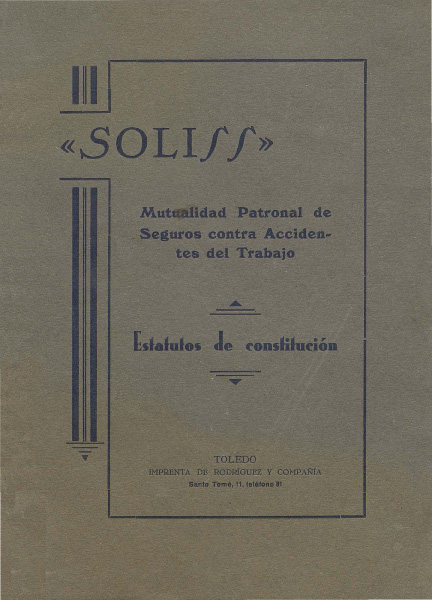 «SOLISS»
Mutualidad Patronal de
Seguros contra Acciden-
tes del Trabajo
Estatutos de constitución
TOLEDO
IMPRENTA DE RODRÍGUEZ Y COMPAÑÍA
Santo Tomé, 11, teléfono 91